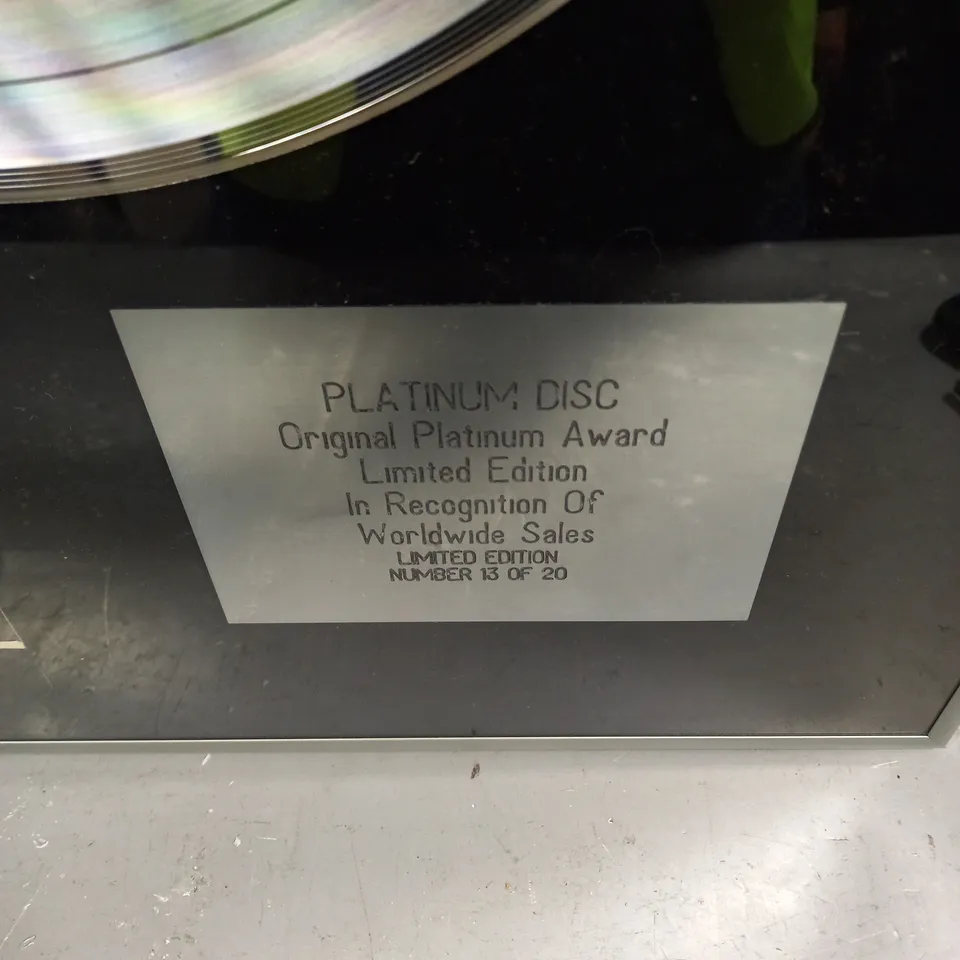 PLATINUM DISC
Original Platinum Award
Limited Edition
In Recognition Of
Worldwide Sales
LIMITED EDITION
NUMBER 13 OF 20